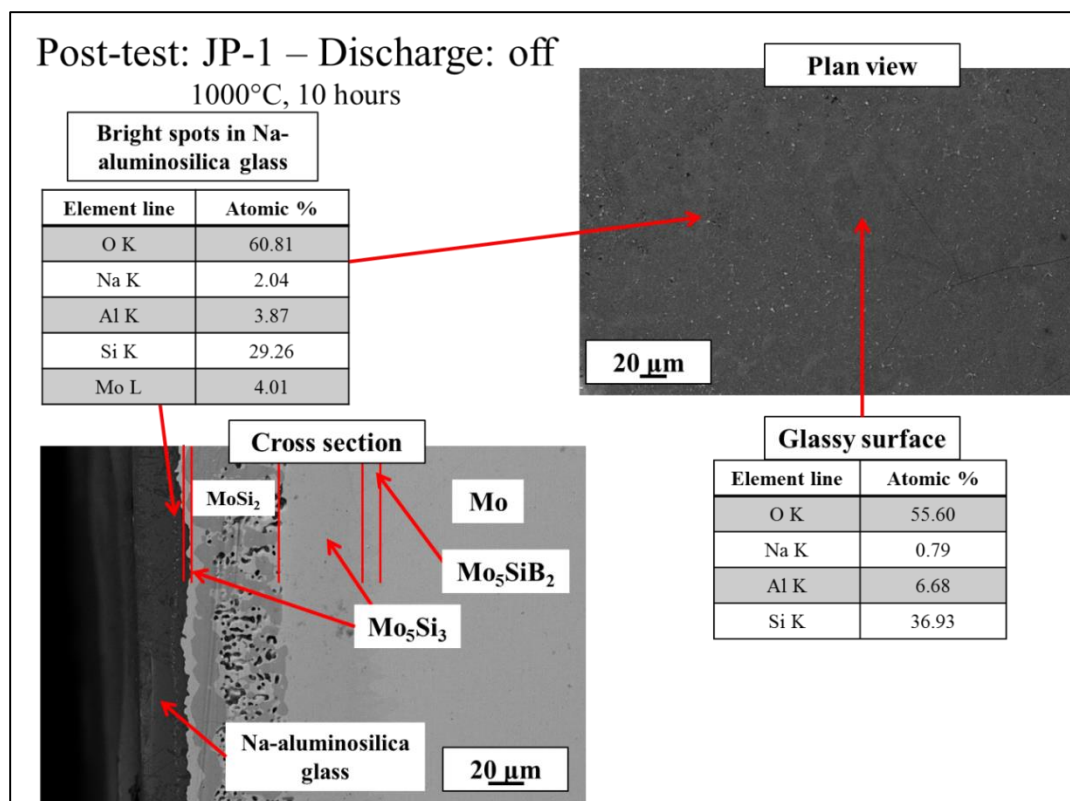 Post-test: JP-1 – Discharge: off
1000°C, 10 hours
Bright spots in Na-
aluminosilica glass
Element line Atomic %
O K 60.81
Na K 2.04
Al K 3.87
Si K 29.26
Mo L 4.01
Plan view
20 µm
Glassy surface
Element line Atomic %
O K 55.60
Na K 0.79
Al K 6.68
Si K 36.93
Cross section
MoSi₂
Mo
Mo₅SiB₂
Mo₅Si₃
Na-aluminosilica
glass
20 µm